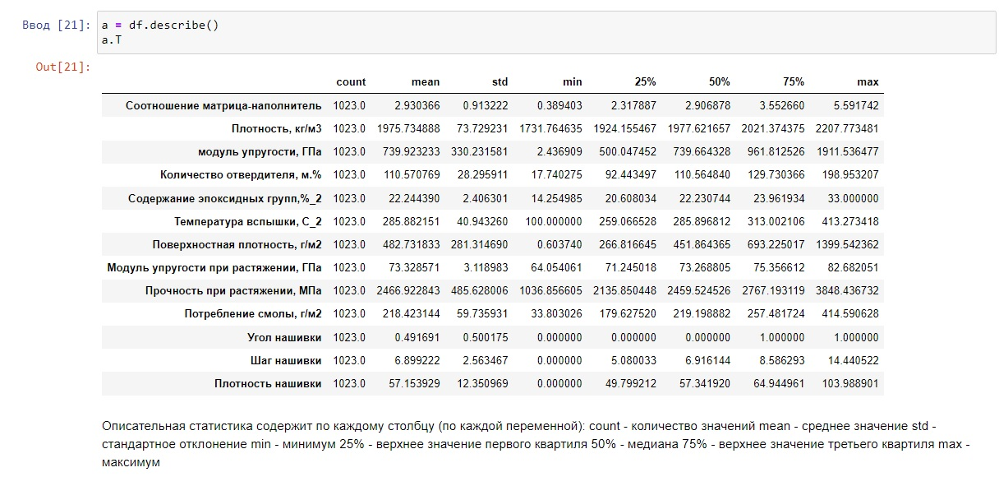 Ввод [21]: a = df.describe()
a.T
Out[21]:
count mean std min 25% 50% 75% max
Соотношение матрица-наполнитель 1023.0 2.930366 0.913222 0.389403 2.317887 2.906878 3.552660 5.591742
Плотность, кг/м3 1023.0 1975.734888 73.729231 1731.764635 1924.155467 1977.621657 2021.374375 2207.773481
модуль упругости, ГПа 1023.0 739.923233 330.231581 2.436909 500.047452 739.664328 961.812526 1911.536477
Количество отвердителя, м.% 1023.0 110.570769 28.295911 17.740275 92.443497 110.564840 129.730366 198.953207
Содержание эпоксидных групп,%_2 1023.0 22.244390 2.406301 14.254985 20.608034 22.230744 23.961934 33.000000
Температура вспышки, С_2 1023.0 285.882151 40.943260 100.000000 259.066528 285.896812 313.002106 413.273418
Поверхностная плотность, г/м2 1023.0 482.731833 281.314690 0.603740 266.816645 451.864365 693.225017 1399.542362
Модуль упругости при растяжении, ГПа 1023.0 73.328571 3.118983 64.054061 71.245018 73.268805 75.356612 82.682051
Прочность при растяжении, МПа 1023.0 2466.922843 485.628006 1036.856605 2135.850448 2459.524526 2767.193119 3848.436732
Потребление смолы, г/м2 1023.0 218.423144 59.735931 33.803026 179.627520 219.198882 257.481724 414.590628
Угол нашивки 1023.0 0.491691 0.500175 0.000000 0.000000 0.000000 1.000000 1.000000
Шаг нашивки 1023.0 6.899222 2.563467 0.000000 5.080033 6.916144 8.586293 14.440522
Плотность нашивки 1023.0 57.153929 12.350969 0.000000 49.799212 57.341920 64.944961 103.988901
Описательная статистика содержит по каждому столбцу (по каждой переменной): count - количество значений mean - среднее значение std -
стандартное отклонение min - минимум 25% - верхнее значение первого квартиля 50% - медиана 75% - верхнее значение третьего квартиля max -
максимум